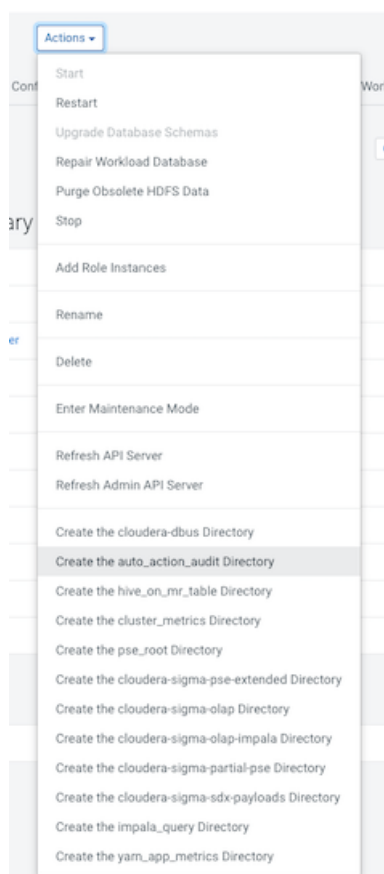 Actions
Start
Conf
Wor
Restart
Upgrade Database Schemas
Repair Workload Database
Purge Obsolete HDFS Data
Stop
ary
Add Role Instances
Rename
er
Delete
Enter Maintenance Mode
Refresh API Server
Refresh Admin API Server
Create the cloudera-dbus Directory
Create the auto_action_audit Directory
Create the hive_on_mr_table Directory
Create the cluster_metrics Directory
Create the pse_root Directory
Create the cloudera-sigma-pse-extended Directory
Create the cloudera-sigma-olap Directory
Create the cloudera-sigma-olap-impala Directory
Create the cloudera-sigma-partial-pse Directory
Create the cloudera-sigma-sdx-payloads Directory
Create the impala_query Directory
Create the yarn_app_metrics Directory